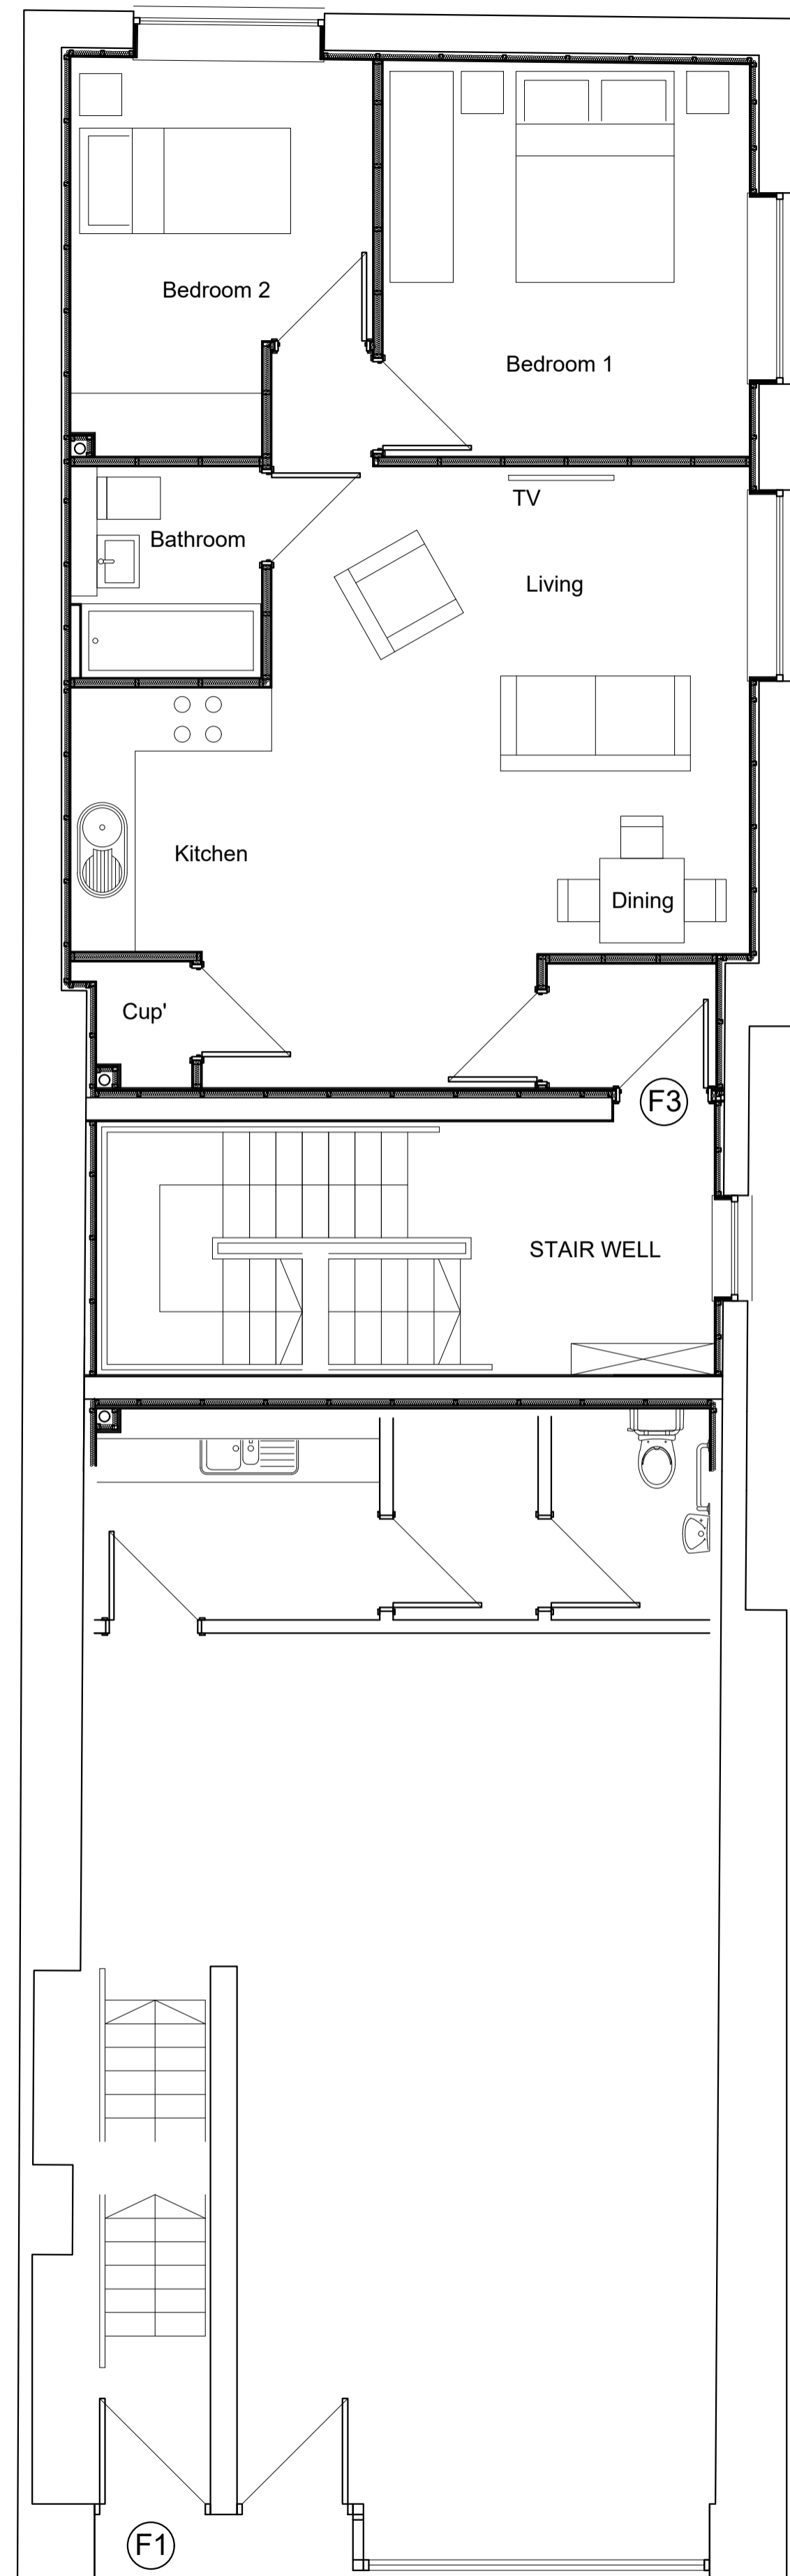 Bedroom 2
Bedroom 1
TV
Bathroom
Living
Kitchen
Dining
Cup'
F3
STAIR WELL
F1